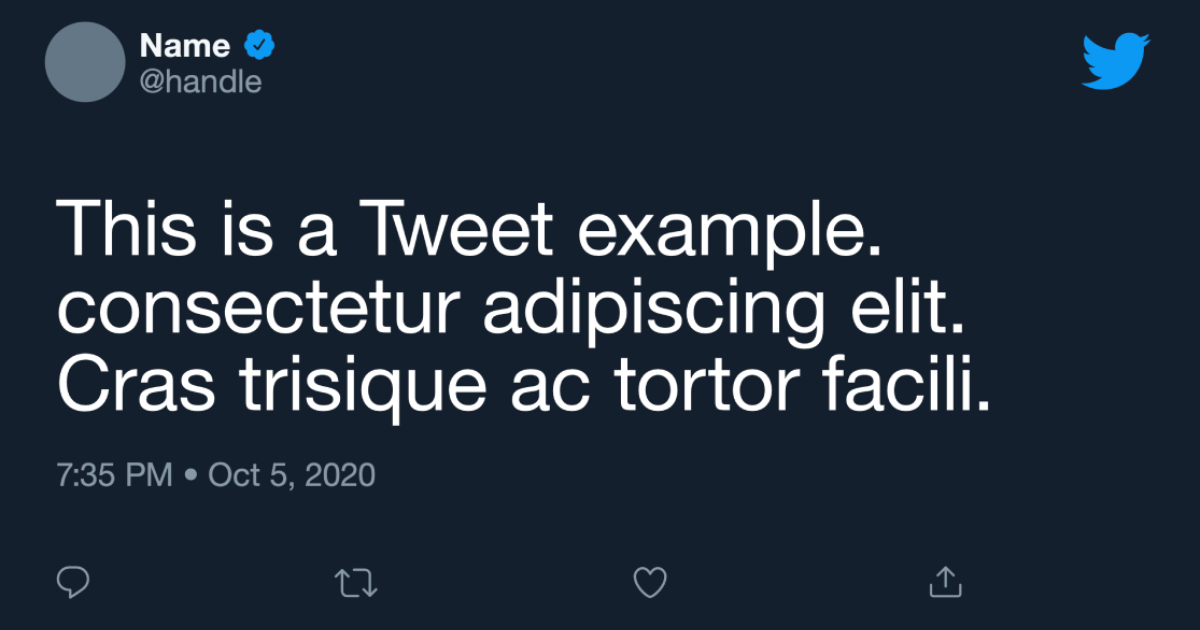 Name
@handle
This is a Tweet example.
consectetur adipiscing elit.
Cras trisique ac tortor facili.
7:35 PM • Oct 5, 2020